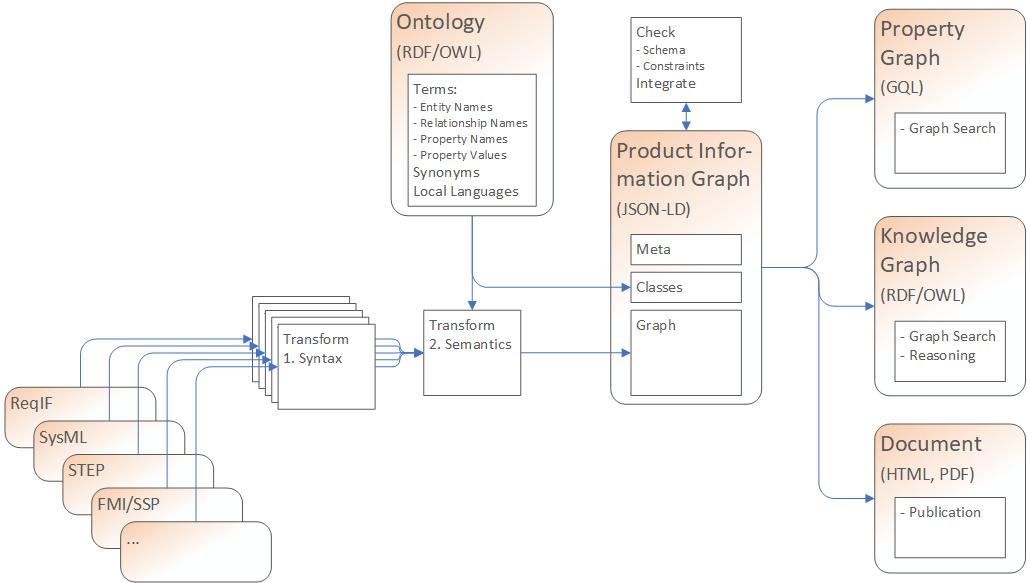 Ontology
(RDF/OWL)
Terms:
- Entity Names
- Relationship Names
- Property Names
- Property Values
Synonyms
Local Languages
Check
- Schema
- Constraints
Integrate
Product Infor-
mation Graph
(JSON-LD)
Meta
Classes
Graph
Property
Graph
(GQL)
- Graph Search
Knowledge
Graph
(RDF/OWL)
- Graph Search
- Reasoning
Document
(HTML, PDF)
- Publication
Transform
1. Syntax
Transform
2. Semantics
ReqIF
SysML
STEP
FMI/SSP
...